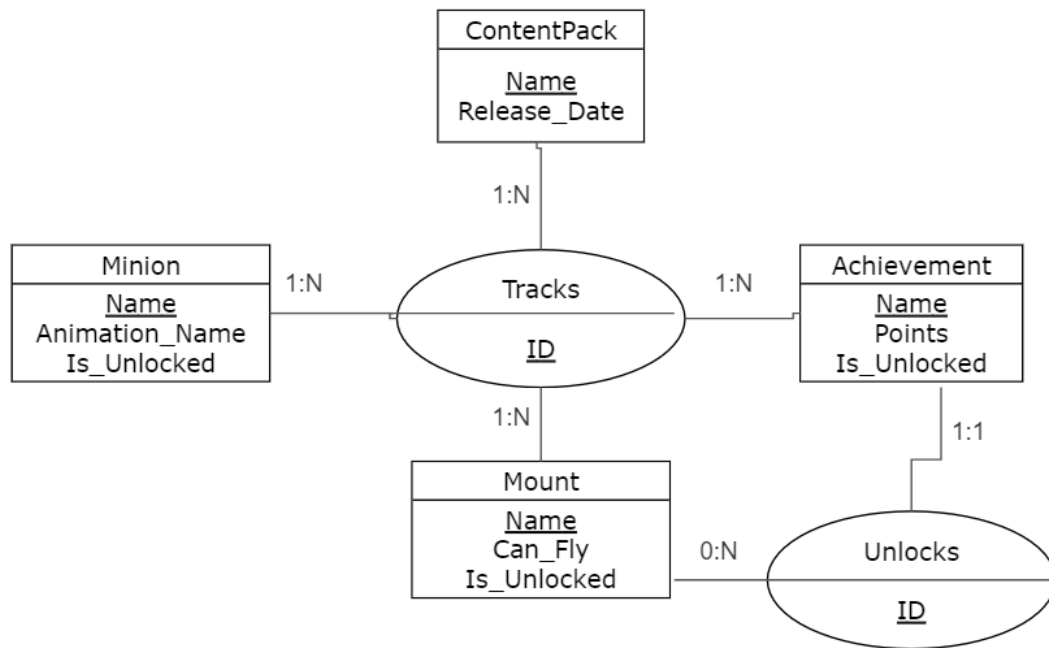 ContentPack
Name
Release_Date
1:N
Minion
Name
Animation_Name
Is_Unlocked
1:N
Tracks
ID
1:N
Achievement
Name
Points
Is_Unlocked
1:N
1:1
Mount
Name
Can_Fly
Is_Unlocked
0:N
Unlocks
ID